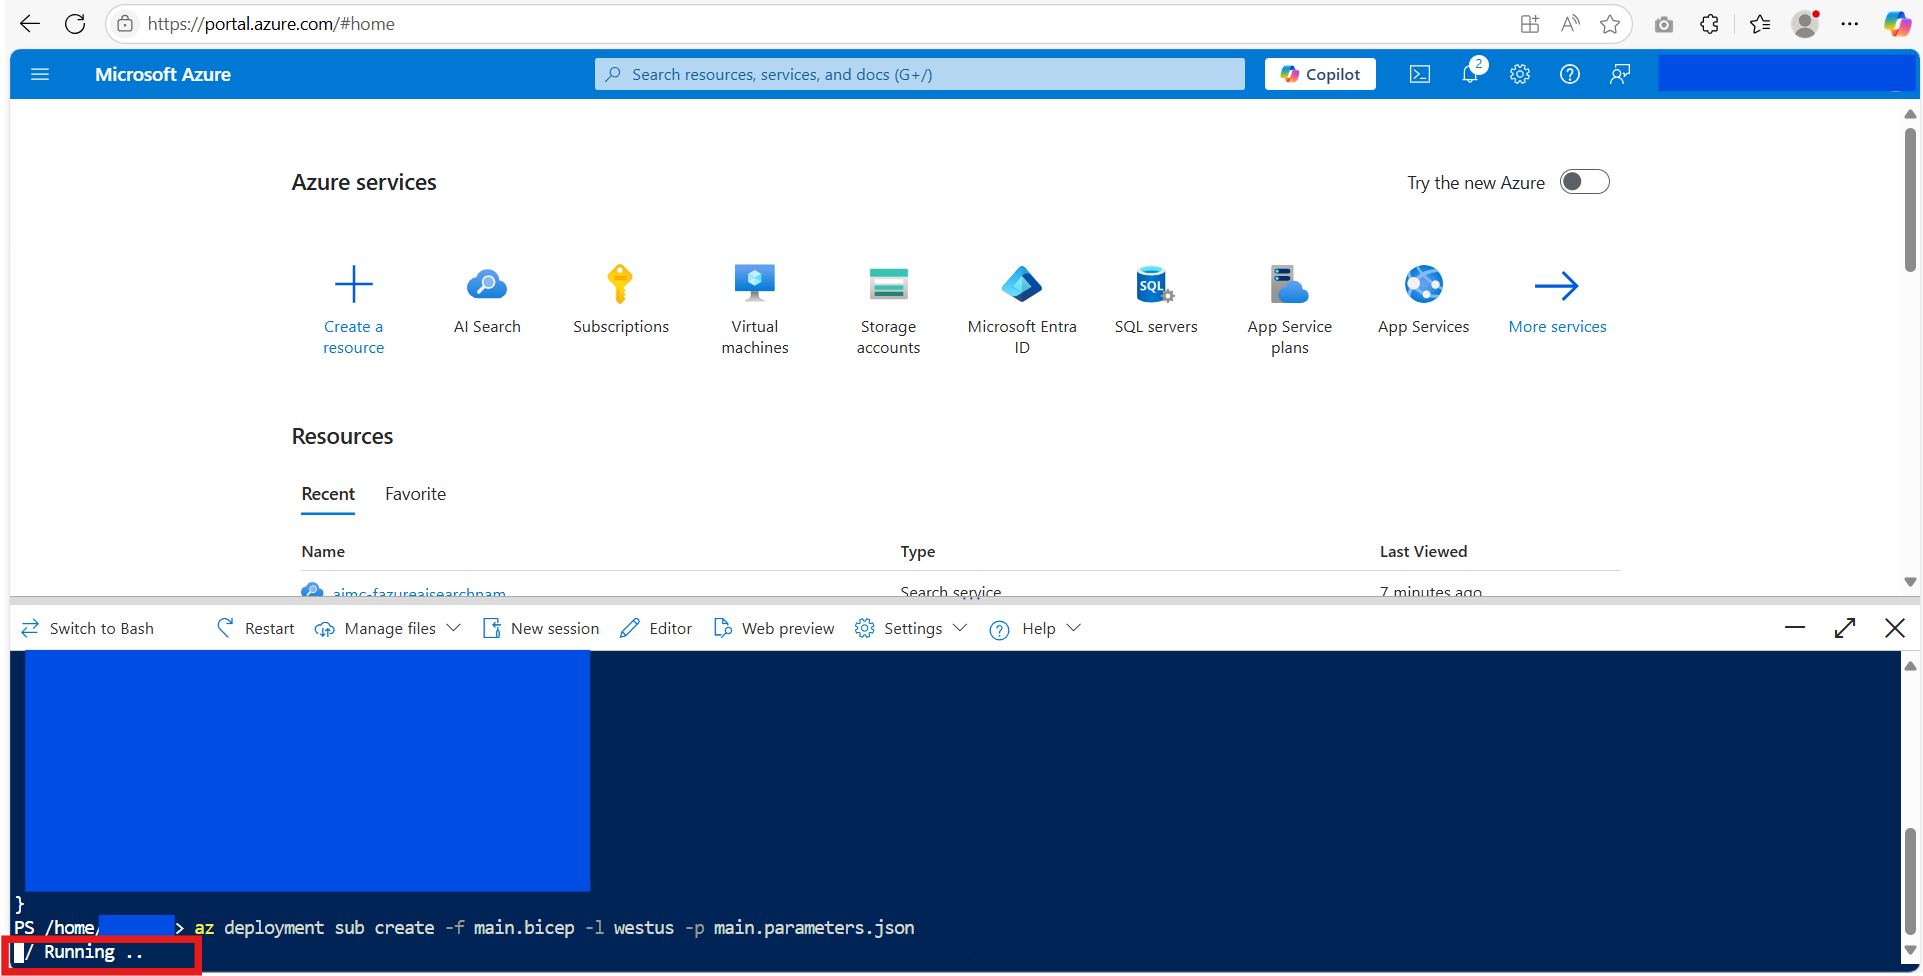 https://portal.azure.com/#home
Microsoft Azure
Search resources, services, and docs (G+/)
Copilot
2
Azure services
Try the new Azure
Create a resource
AI Search
Subscriptions
Virtual machines
Storage accounts
Microsoft Entra ID
SQL
SQL servers
App Service plans
App Services
More services
Resources
Recent Favorite
Name Type Last Viewed
aimc-fazureaisearchnam Search service 7 minutes ago
Switch to Bash Restart Manage files New session Editor Web preview Settings Help
}
PS /home/ > az deployment sub create -f main.bicep -l westus -p main.parameters.json
/ Running ..